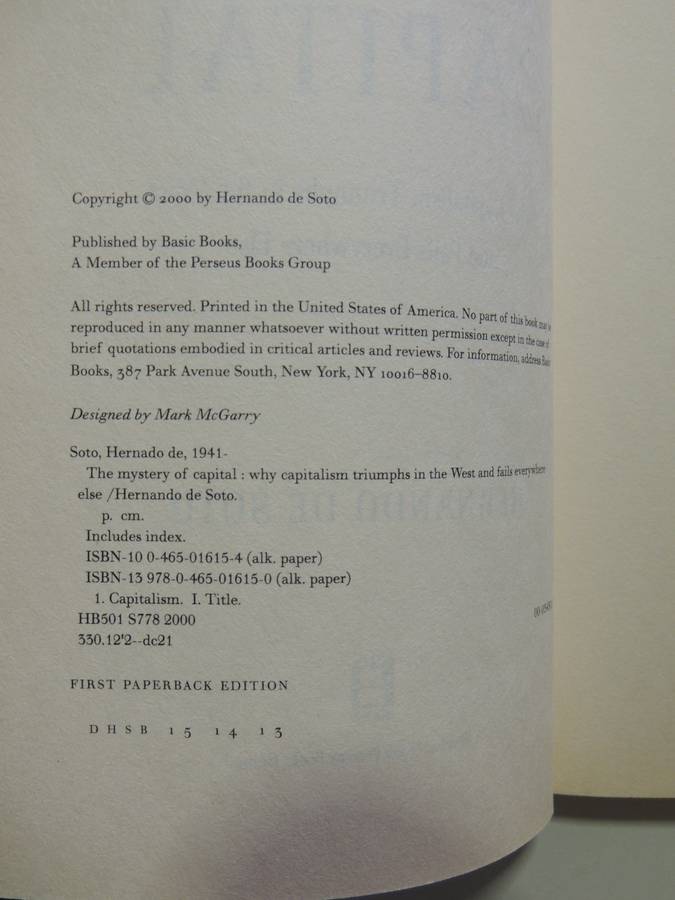 Copyright © 2000 by Hernando de Soto
Published by Basic Books,
A Member of the Perseus Books Group
All rights reserved. Printed in the United States of America. No part of this book may be
reproduced in any manner whatsoever without written permission except in the case of
brief quotations embodied in critical articles and reviews. For information, address Basic
Books, 387 Park Avenue South, New York, NY 10016–8810.
Designed by Mark McGarry
Soto, Hernado de, 1941-
The mystery of capital : why capitalism triumphs in the West and fails everywhere
else /Hernando de Soto.
p. cm.
Includes index.
ISBN-10 0-465-01615-4 (alk. paper)
ISBN-13 978-0-465-01615-0 (alk. paper)
1. Capitalism. I. Title.
HB501 S778 2000
330.12'2--dc21
FIRST PAPERBACK EDITION
DHSB 15 14 13